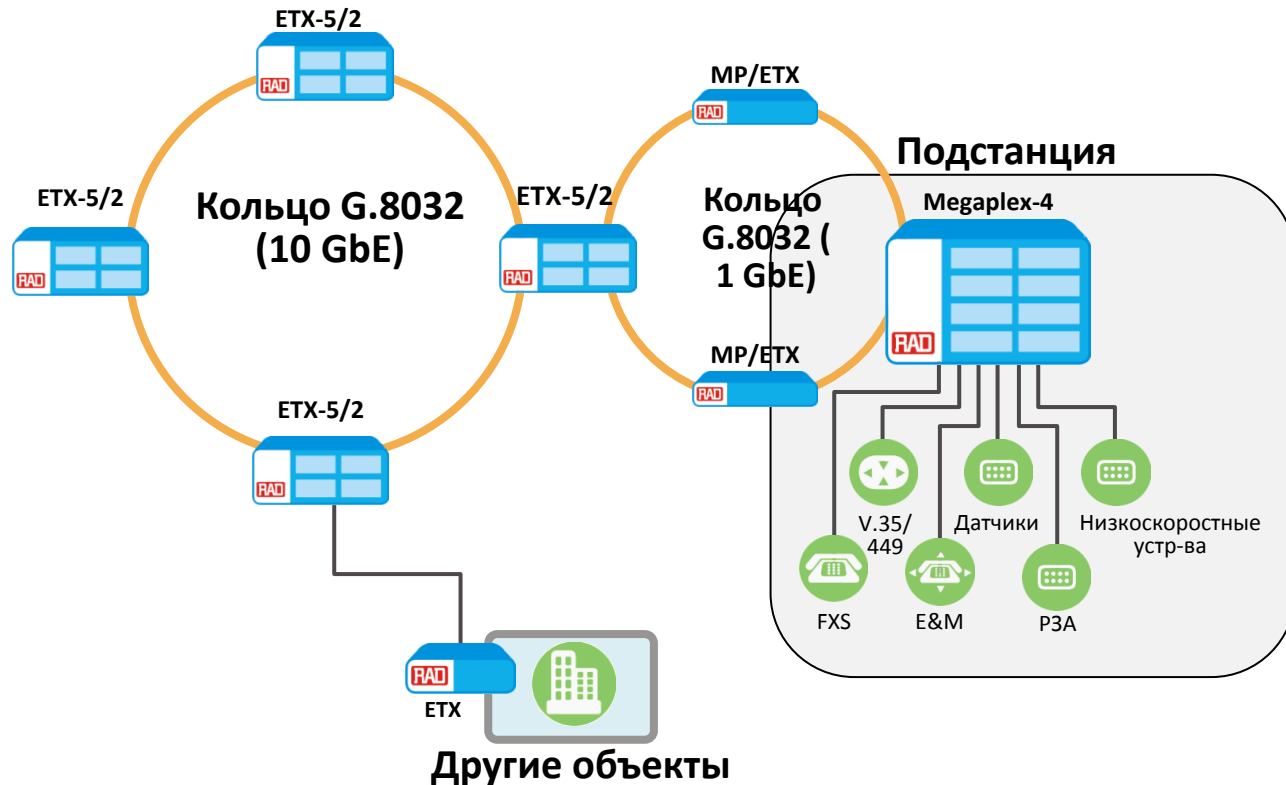 ETX-5/2
RAD
MP/ETX
RAD
Подстанция
ETX-5/2
RAD
Кольцо G.8032
(10 GbE)
ETX-5/2
RAD
Кольцо
G.8032 (
1 GbE)
Megaplex-4
RAD
MP/ETX
RAD
ETX-5/2
RAD
V.35/
449
Датчики
Низкоскоростные
устр-ва
FXS
E&M
РЗА
RAD
ETX
Другие объекты